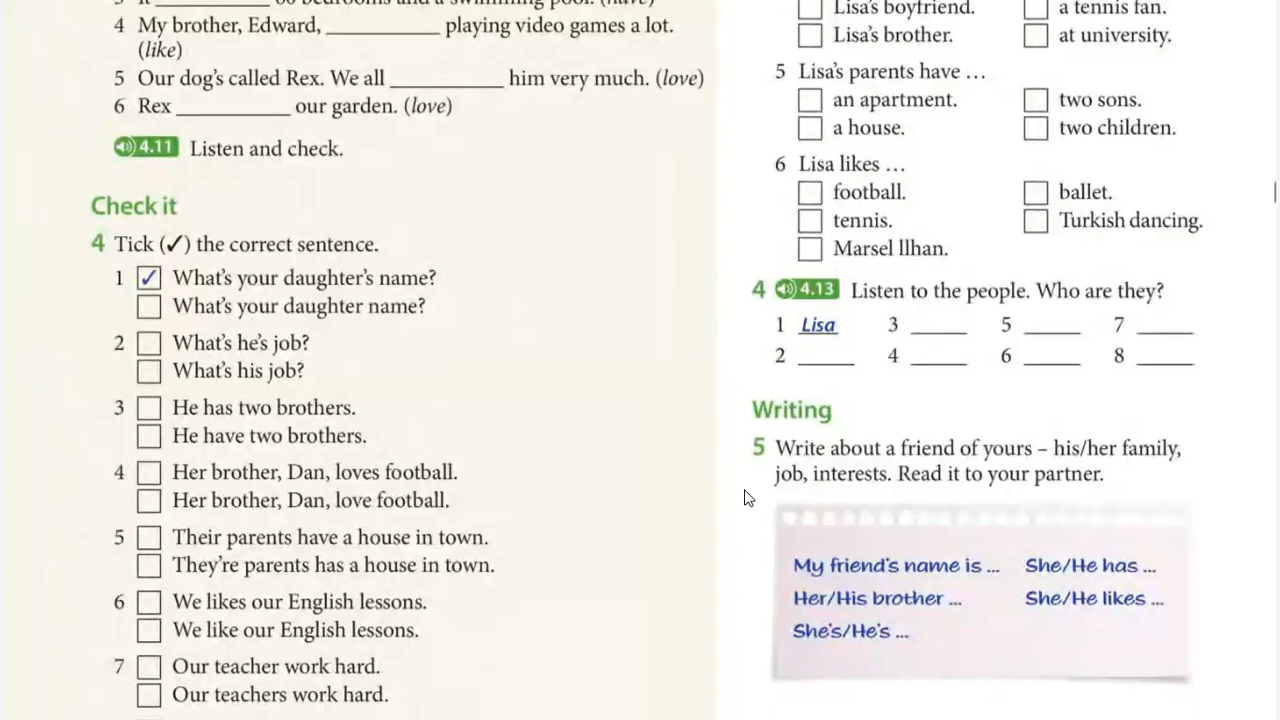 3 It __________ 60 bedrooms and a swimming pool. (have)
4 My brother, Edward, __________ playing video games a lot.
(like)
5 Our dog's called Rex. We all __________ him very much. (love)
6 Rex __________ our garden. (love)
4.11 Listen and check.
Check it
4 Tick (✓) the correct sentence.
1 ✓ What's your daughter's name?
What's your daughter name?
2 What's he's job?
What's his job?
3 He has two brothers.
He have two brothers.
4 Her brother, Dan, loves football.
Her brother, Dan, love football.
5 Their parents have a house in town.
They're parents has a house in town.
6 We likes our English lessons.
We like our English lessons.
7 Our teacher work hard.
Our teachers work hard.
Lisa's boyfriend. a tennis fan.
Lisa's brother. at university.
5 Lisa's parents have …
an apartment. two sons.
a house. two children.
6 Lisa likes …
football. ballet.
tennis. Turkish dancing.
Marsel Ilhan.
4 4.13 Listen to the people. Who are they?
1 Lisa 3 ______ 5 ______ 7 ______
2 ______ 4 ______ 6 ______ 8 ______
Writing
5 Write about a friend of yours – his/her family,
job, interests. Read it to your partner.
My friend's name is ... She/He has ...
Her/His brother ... She/He likes ...
She's/He's ...